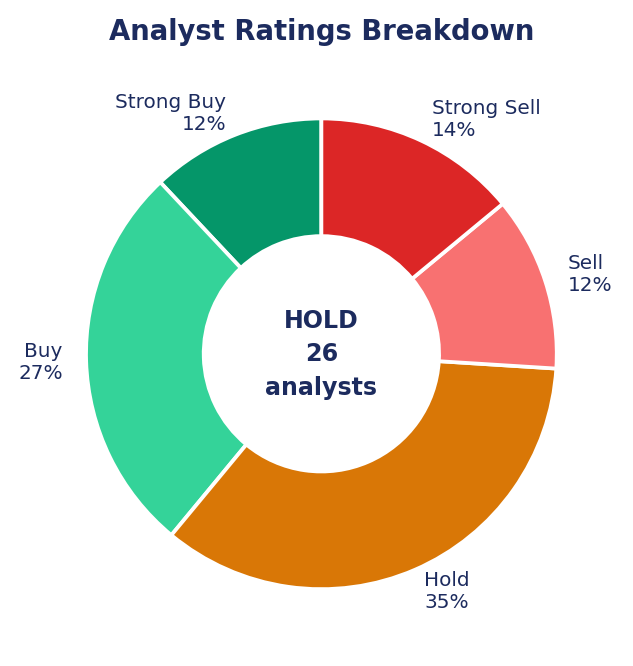 Analyst Ratings Breakdown
Strong Buy
12%
Strong Sell
14%
Sell
12%
HOLD
26
analysts
Buy
27%
Hold
35%